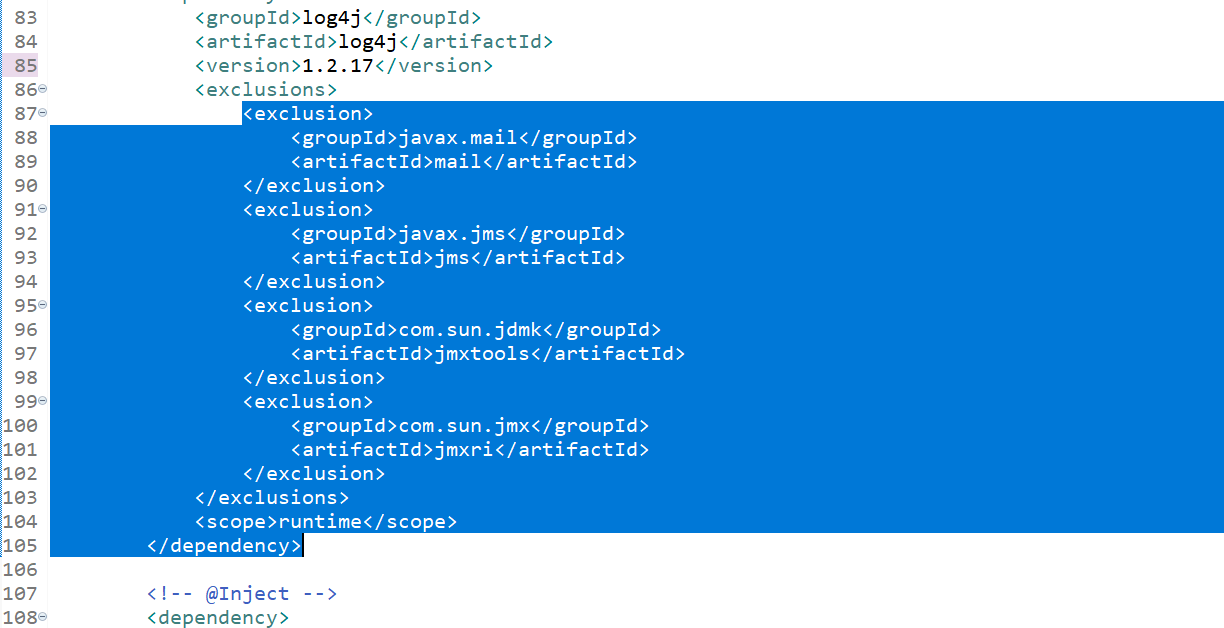 83 <groupId>log4j</groupId>
84 <artifactId>log4j</artifactId>
85 <version>1.2.17</version>
86 <exclusions>
87 <exclusion>
88 <groupId>javax.mail</groupId>
89 <artifactId>mail</artifactId>
90 </exclusion>
91 <exclusion>
92 <groupId>javax.jms</groupId>
93 <artifactId>jms</artifactId>
94 </exclusion>
95 <exclusion>
96 <groupId>com.sun.jdmk</groupId>
97 <artifactId>jmxtools</artifactId>
98 </exclusion>
99 <exclusion>
100 <groupId>com.sun.jmx</groupId>
101 <artifactId>jmxri</artifactId>
102 </exclusion>
103 </exclusions>
104 <scope>runtime</scope>
105 </dependency>
106
107 <!-- @Inject -->
108 <dependency>